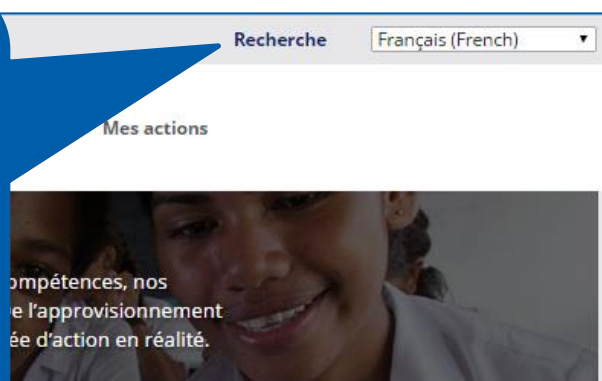 Recherche Français (French)
Mes actions
ompétences, nos
e l'approvisionnement
ée d'action en réalité.